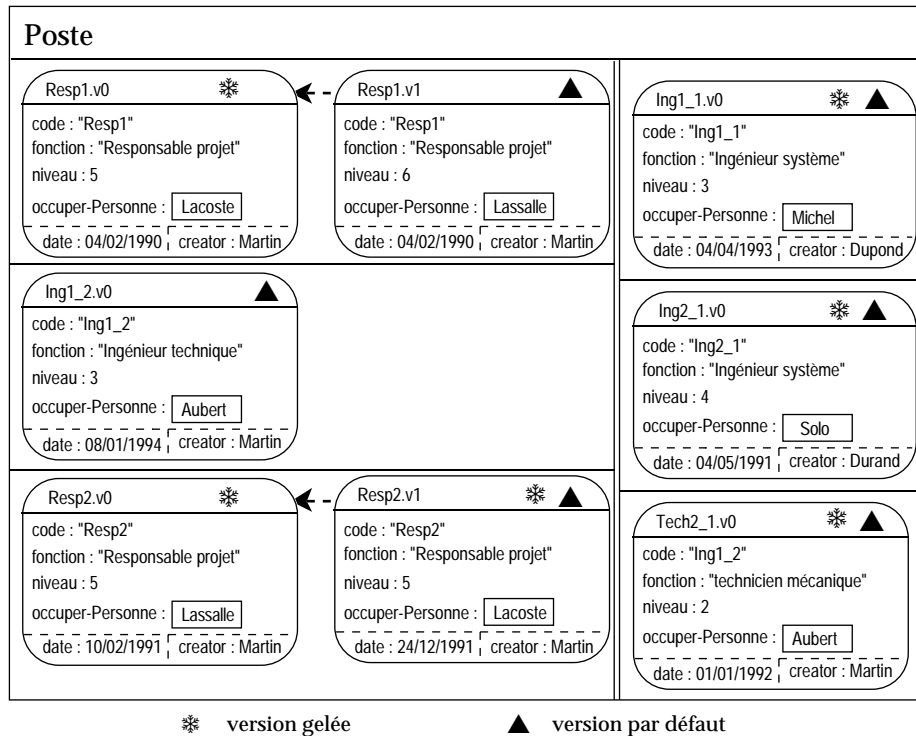 Poste
Resp1.v0
code : "Resp1"
fonction : "Responsable projet"
niveau : 5
occuper-Personne : Lacoste
date : 04/02/1990 creator : Martin
Resp1.v1
code : "Resp1"
fonction : "Responsable projet"
niveau : 6
occuper-Personne : Lassalle
date : 04/02/1990 creator : Martin
Ing1_1.v0
code : "Ing1_1"
fonction : "Ingénieur système"
niveau : 3
occuper-Personne : Michel
date : 04/04/1993 creator : Dupond
Ing1_2.v0
code : "Ing1_2"
fonction : "Ingénieur technique"
niveau : 3
occuper-Personne : Aubert
date : 08/01/1994 creator : Martin
Ing2_1.v0
code : "Ing2_1"
fonction : "Ingénieur système"
niveau : 4
occuper-Personne : Solo
date : 04/05/1991 creator : Durand
Resp2.v0
code : "Resp2"
fonction : "Responsable projet"
niveau : 5
occuper-Personne : Lassalle
date : 10/02/1991 creator : Martin
Resp2.v1
code : "Resp2"
fonction : "Responsable projet"
niveau : 5
occuper-Personne : Lacoste
date : 24/12/1991 creator : Martin
Tech2_1.v0
code : "Ing1_2"
fonction : "technicien mécanique"
niveau : 2
occuper-Personne : Aubert
date : 01/01/1992 creator : Martin
version gelée
version par défaut